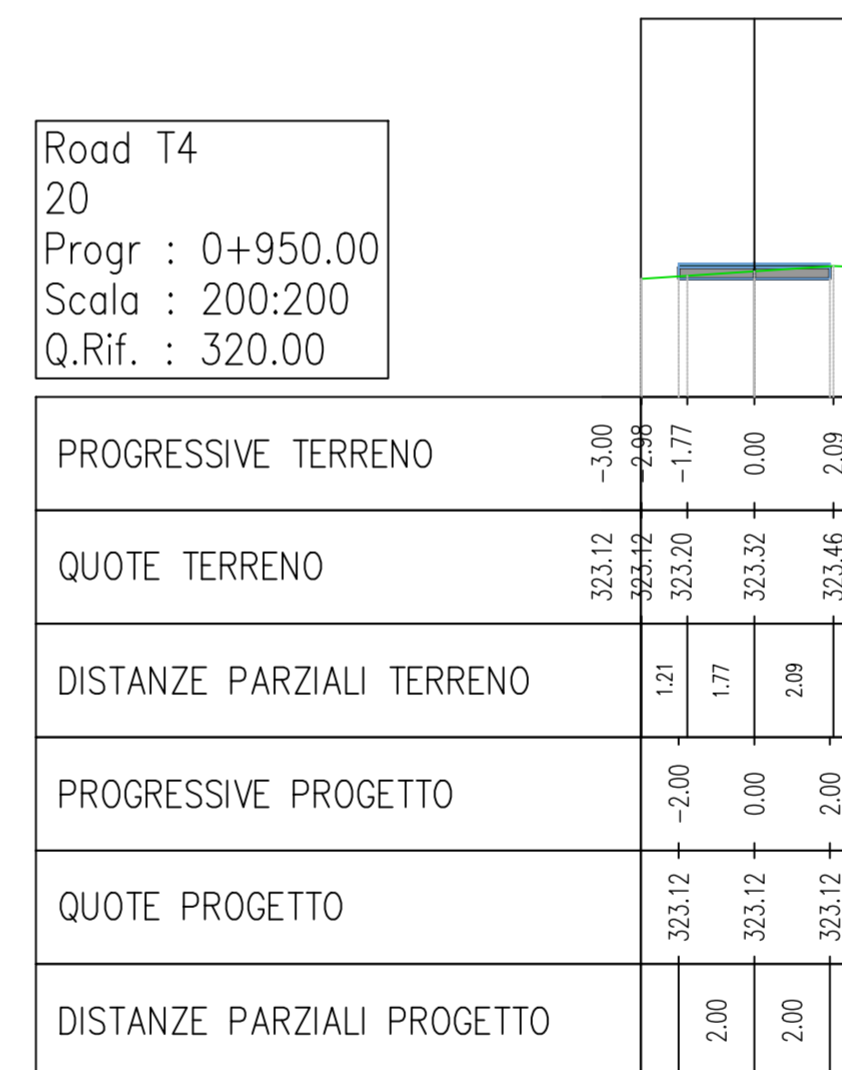 Road T4
20
Progr : 0+950.00
Scala : 200:200
Q.Rif. : 320.00
PROGRESSIVE TERRENO -3.00 -2.98 -1.77 0.00 2.09
QUOTE TERRENO 323.12 323.12 323.20 323.32 323.46
DISTANZE PARZIALI TERRENO 1.21 1.77 2.09
PROGRESSIVE PROGETTO -2.00 0.00 2.00
QUOTE PROGETTO 323.12 323.12 323.12
DISTANZE PARZIALI PROGETTO 2.00 2.00